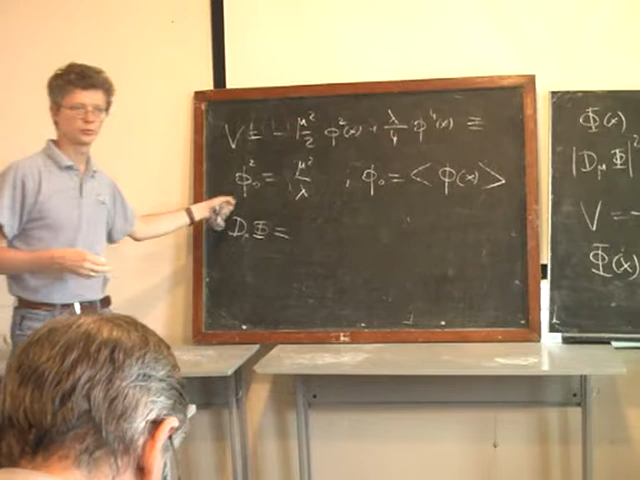 V = - μ²/2 φ²(x) + λ/4 φ⁴(x) ≡
φ₀² = μ²/λ ; φ₀ = < φ(x) >
D_μ Φ =
Φ(x)
|D_μ Φ|²
V = -
Φ(x)